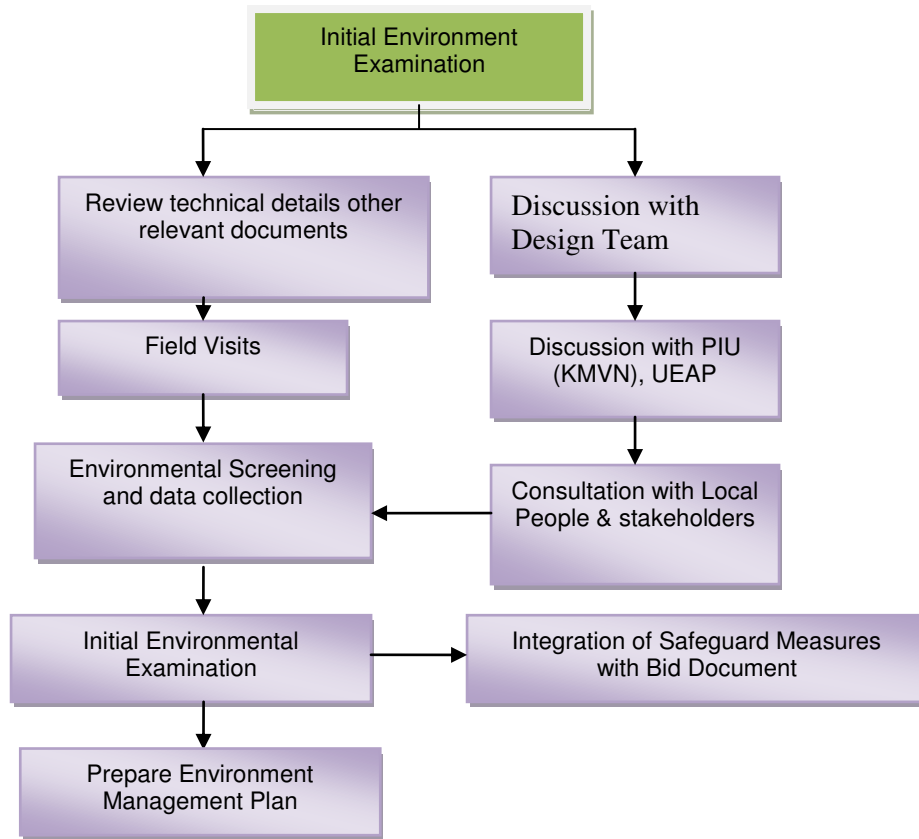 Initial Environment
Examination
Review technical details other
relevant documents
Discussion with
Design Team
Field Visits
Discussion with PIU
(KMVN), UEAP
Environmental Screening
and data collection
Consultation with Local
People & stakeholders
Initial Environmental
Examination
Integration of Safeguard Measures
with Bid Document
Prepare Environment
Management Plan